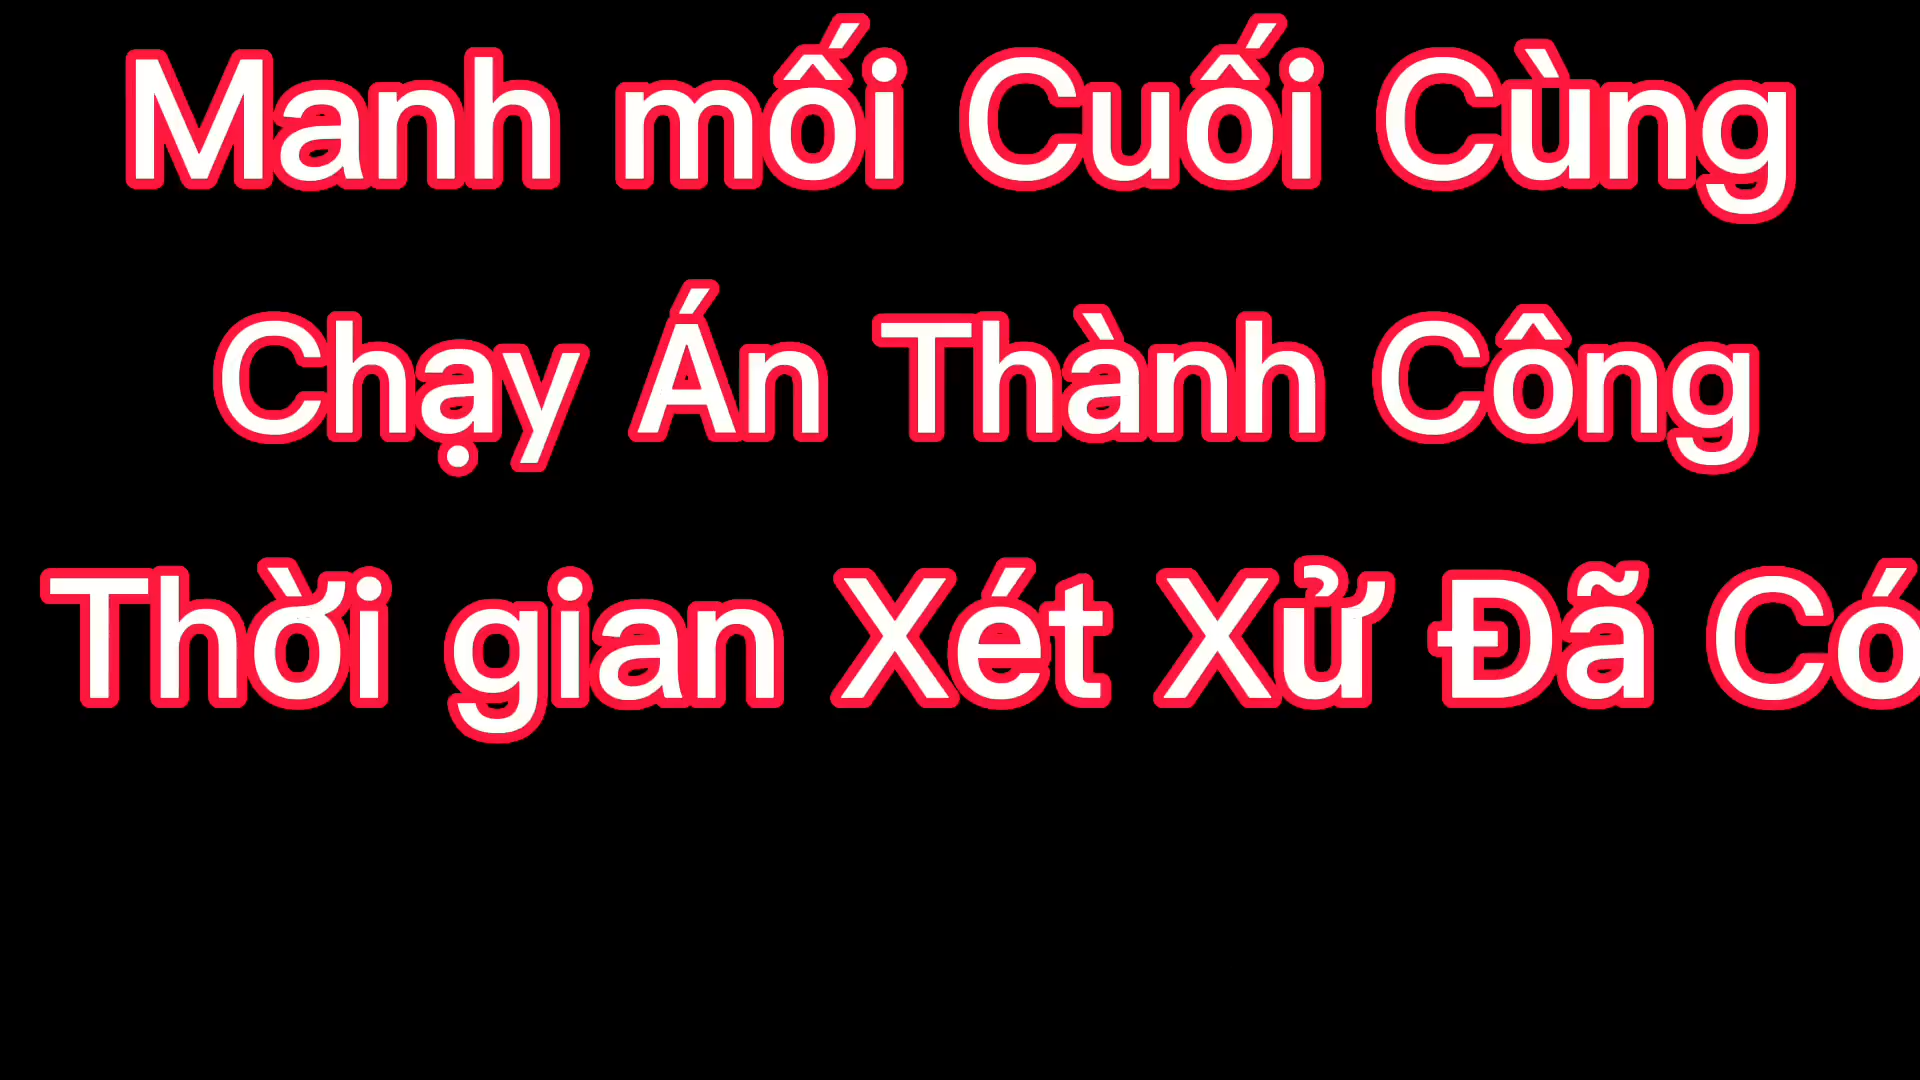 Manh mối Cuối Cùng
Chạy Án Thành Công
Thời gian Xét Xử Đã Có